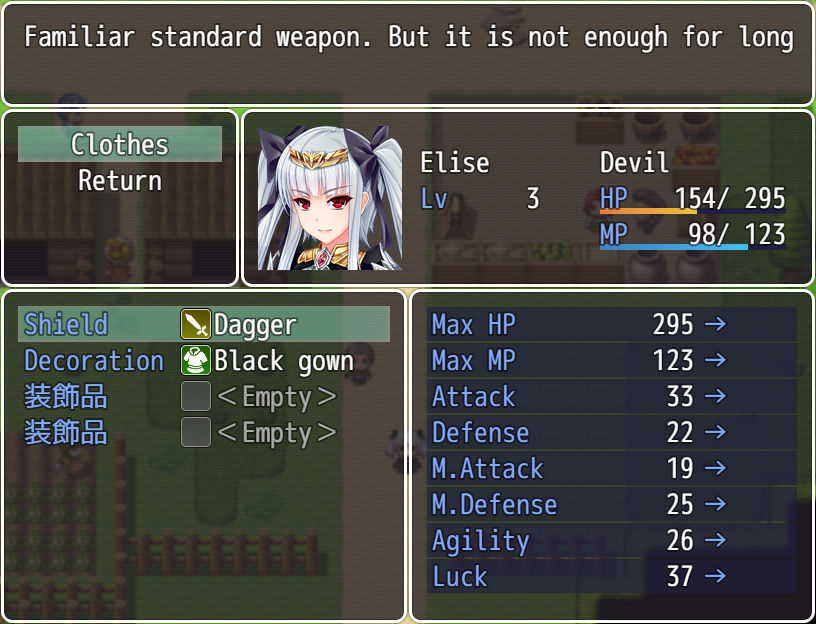 Familiar standard weapon. But it is not enough for long
Clothes
Return
Elise
Devil
Lv 3
HP 154/ 295
MP 98/ 123
Shield Dagger
Decoration Black gown
装飾品 <Empty>
装飾品 <Empty>
Max HP 295 →
Max MP 123 →
Attack 33 →
Defense 22 →
M.Attack 19 →
M.Defense 25 →
Agility 26 →
Luck 37 →